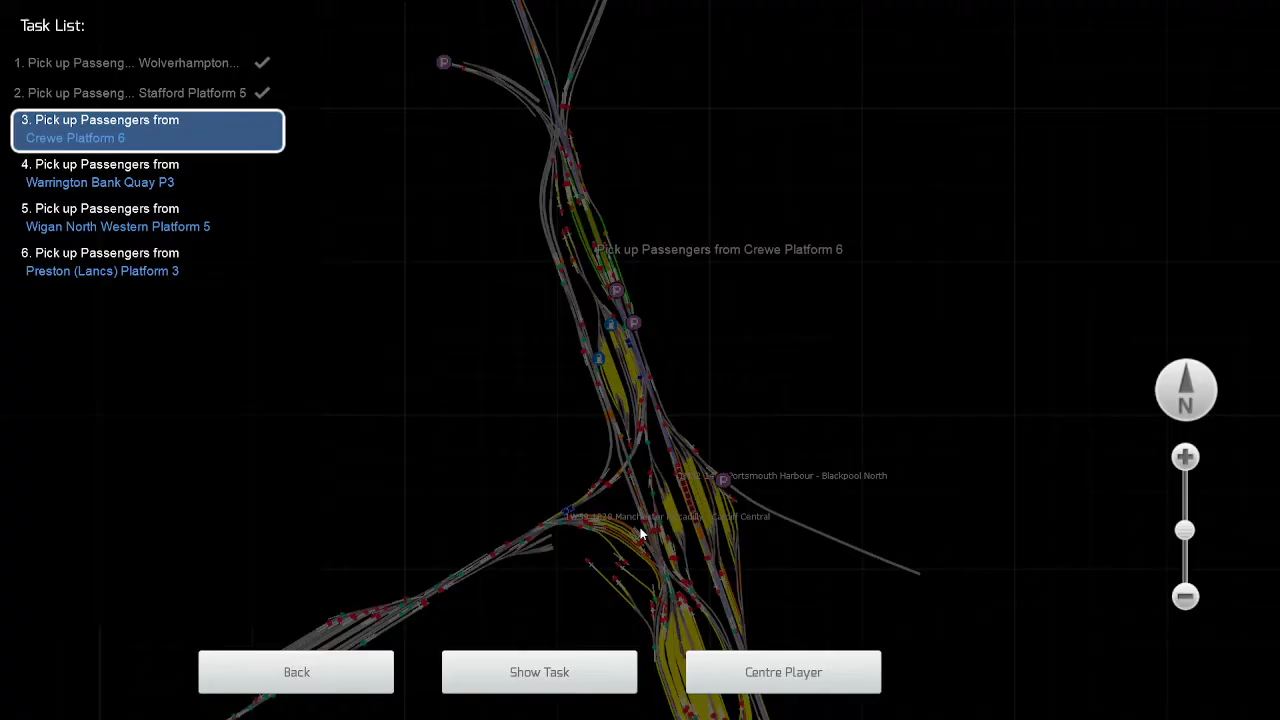 Task List:
1. Pick up Passeng... Wolverhampton...
2. Pick up Passeng... Stafford Platform 5
3. Pick up Passengers from
Crewe Platform 6
4. Pick up Passengers from
Warrington Bank Quay P3
5. Pick up Passengers from
Wigan North Western Platform 5
6. Pick up Passengers from
Preston (Lancs) Platform 3
P
Pick up Passengers from Crewe Platform 6
P
P
P
Portsmouth Harbour - Blackpool North
Manchester Piccadilly - Cardiff Central
N
Back
Show Task
Centre Player